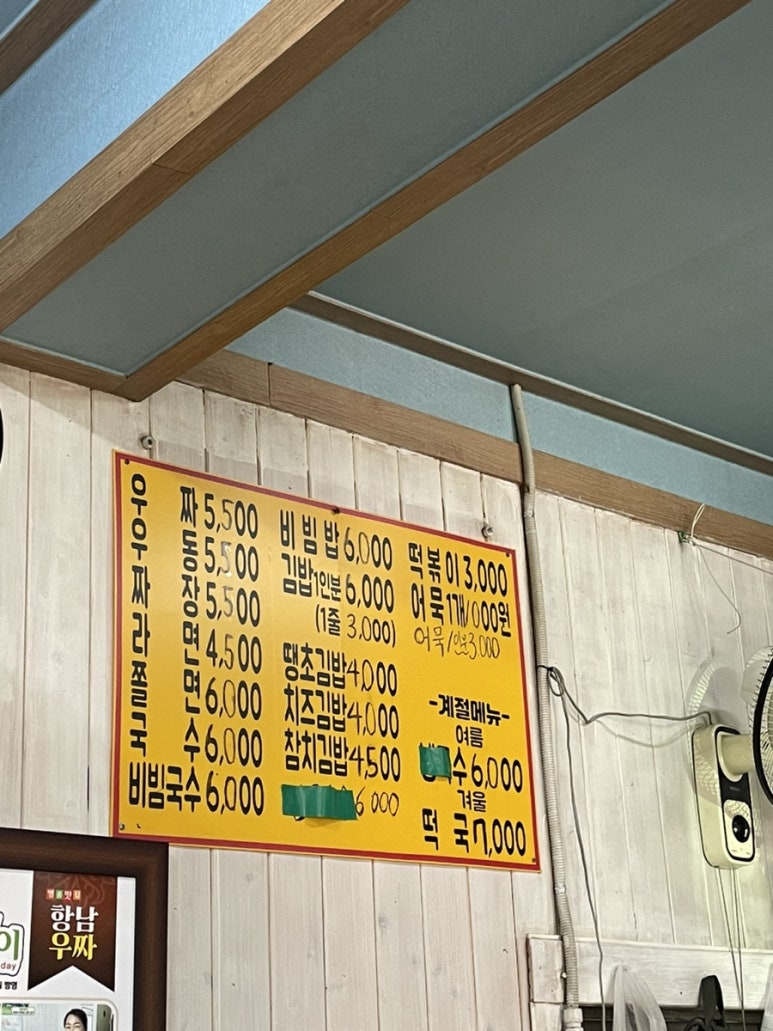 우 짜 5,500
우 동 5,500
짜 장 5,500
라 면 4,500
쫄 면 6,000
국 수 6,000
비빔국수 6,000
비빔밥 6,000
김밥1인분 6,000
(1줄 3,000)
땡초김밥 4,000
치즈김밥 4,000
참치김밥 4,500
6000
떡볶이 3,000
어묵1개1000원
어묵1인분3,000
-계절메뉴-
여름
수 6,000
겨울
떡 국 7,000
항남
우짜
이
day